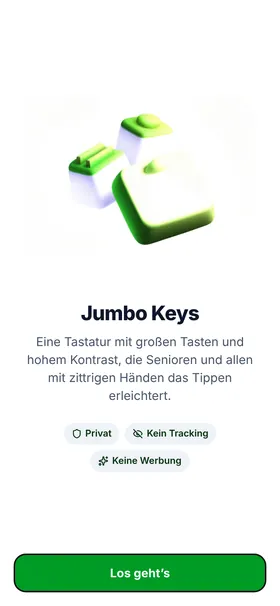 Jumbo Keys
Eine Tastatur mit großen Tasten und
hohem Kontrast, die Senioren und allen
mit zittrigen Händen das Tippen
erleichtert.
Privat
Kein Tracking
Keine Werbung
Los geht's